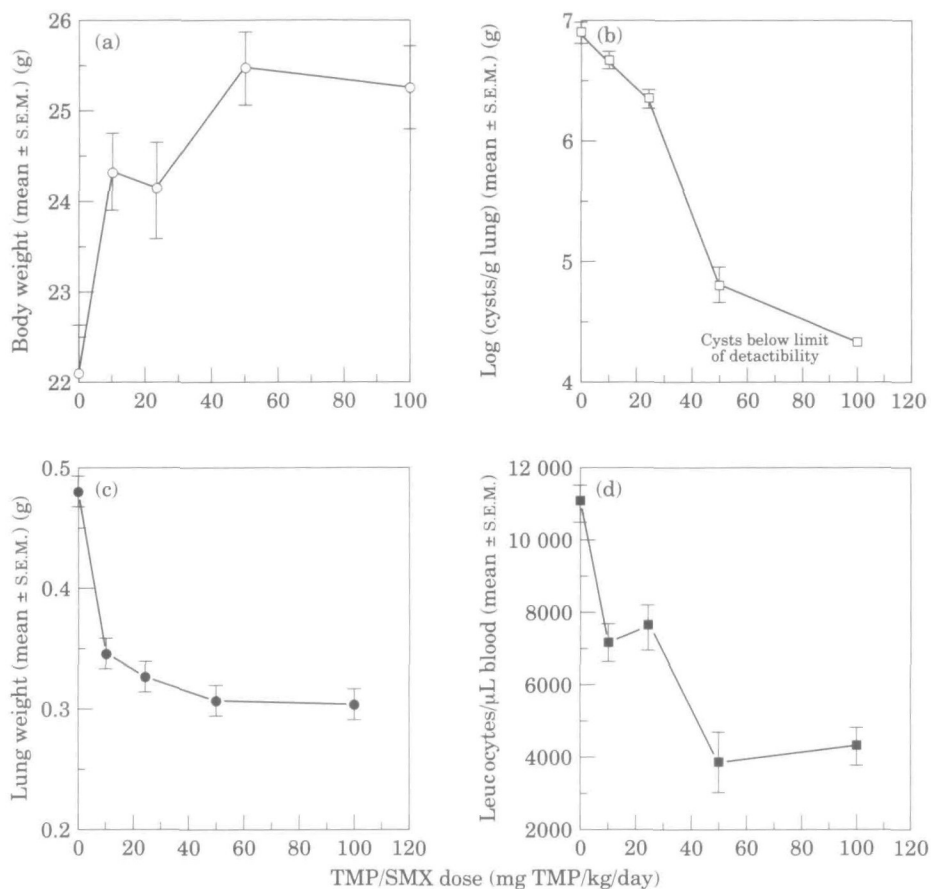 26
25
24
23
22
Body weight (mean ± S.E.M.) (g)
(a)
0 20 40 60 80 100
7
6
5
4
Log (cysts/g lung) (mean ± S.E.M.) (g)
(b)
Cysts below limit
of detactibility
0 20 40 60 80 100 120
0.5
0.4
0.3
0.2
Lung weight (mean ± S.E.M.) (g)
(c)
0 20 40 60 80 100 120
12 000
10 000
8000
6000
4000
2000
Leucocytes/µL blood (mean ± S.E.M.)
(d)
0 20 40 60 80 100 120
TMP/SMX dose (mg TMP/kg/day)